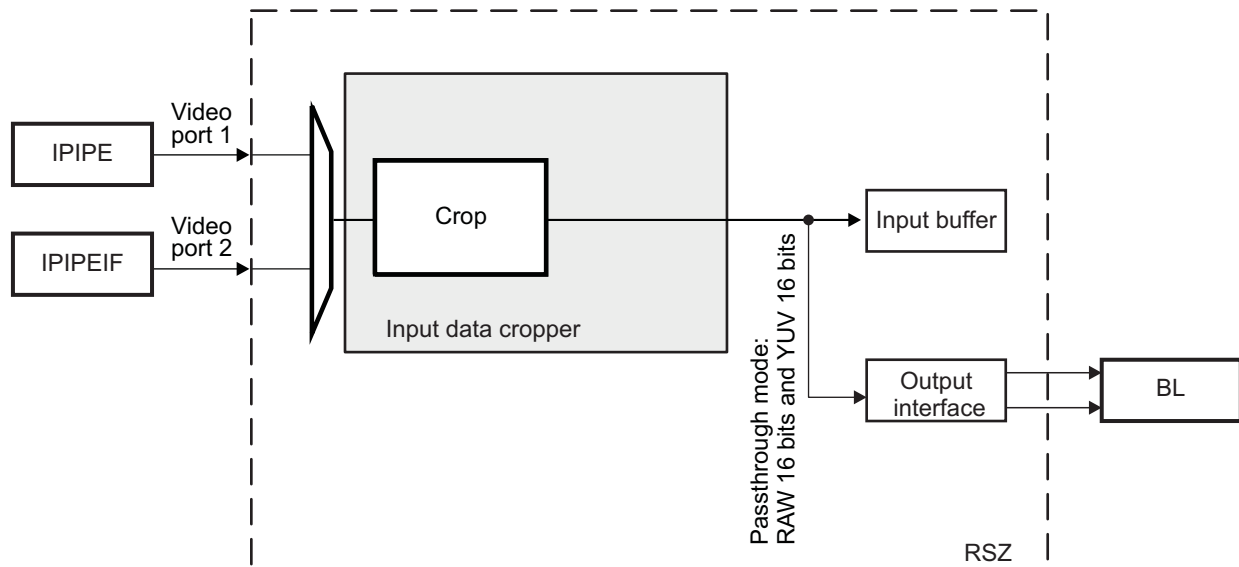 Video
port 1
IPIPE
Video
port 2
IPIPEIF
Crop
Input data cropper
Passthrough mode:
RAW 16 bits and YUV 16 bits
Input buffer
Output
interface
BL
RSZ